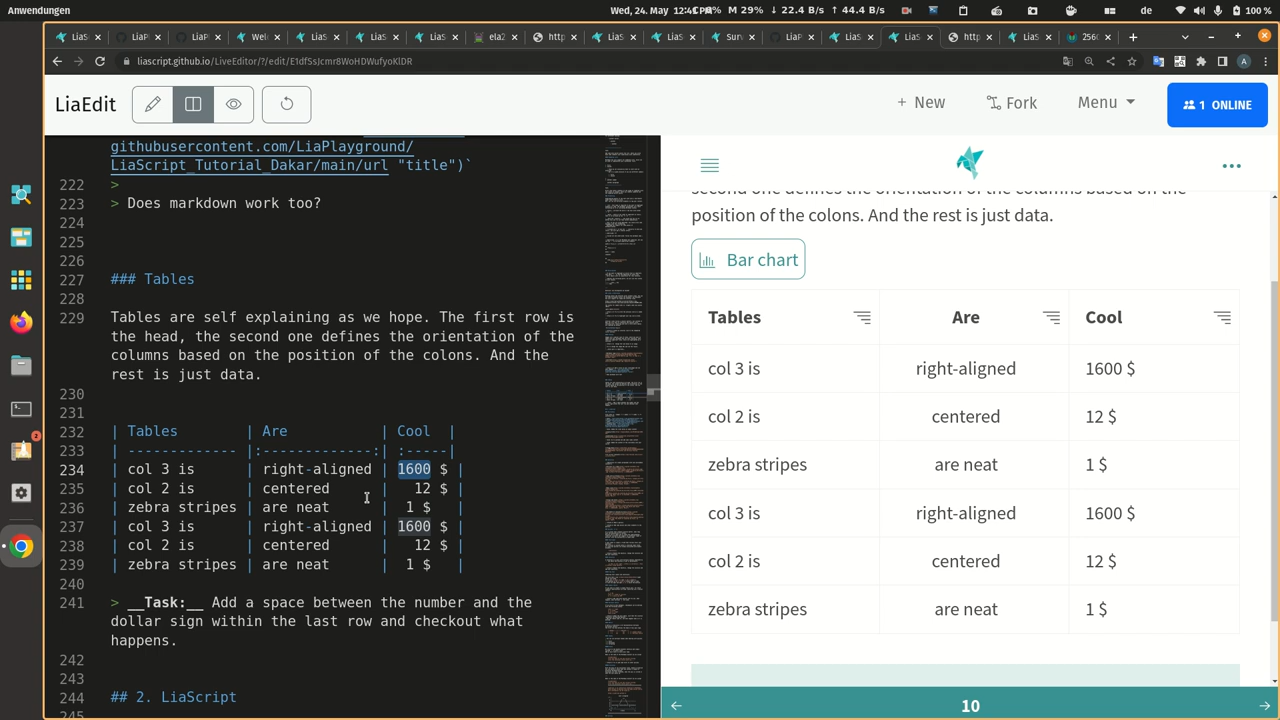 Anwendungen
Wed, 24. May
M 29% ↓ 22.4 B/s ↑ 44.4 B/s
de
100 %
liascript.github.io/LiveEditor/?/edit/E1dfSsJcmr8WoHDWufyoKlDR
LiaEdit
+ New
Fork
Menu
1 ONLINE
githubusercontent.com/LiaPlayground/
LiaScript_Tutorial_Dakar/main/url "title")`
222 >
223 Does work too?
224
225
226
227 ### Tables
228
229 Tables are self explaining, we hope. The first row is
the header, second one defines the orientation of the
column based on the position of the colons. And the
rest is just data.
230
231
232 | Tables | Are | Cool |
233
234 | col 3 is | right-aligned | 1600 $ |
235 | col 2 is | centered | 12 $ |
236 | zebra stripes | are neat | 1 $ |
237 | col 3 is | right-aligned | 1600 $ |
238 | col 2 is | centered | 12 $ |
239 | zebra stripes | are neat | 1 $ |
240
241 > __Task:__ Add a space between the number and the
dollar-sign within the last column and checkout what
happens.
242
243
244 ## 2. LiaScript
245
second one defines the orientation of the column based on the
position of the colons. And the rest is just data.
Bar chart
Tables Are Cool
col 3 is right-aligned 1600 $
col 2 is centered 12 $
zebra stripes are neat 1 $
col 3 is right-aligned 1600 $
col 2 is centered 12 $
zebra stripes are neat 1 $
← 10 →